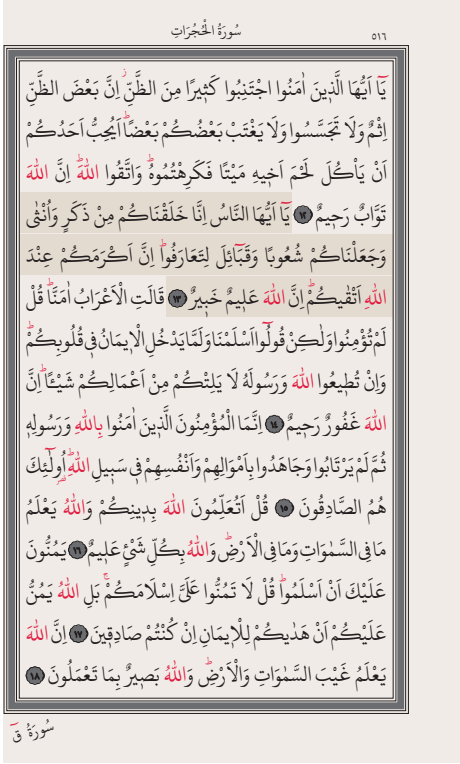 سُورَةُ الْحُجُرَاتِ
٥١٦
يَٓا اَيُّهَا الَّذ۪ينَ اٰمَنُوا اجْتَنِبُوا كَث۪يرًا مِنَ الظَّنِّۘ اِنَّ بَعْضَ الظَّنِّ
اِثْمٌ وَلَا تَجَسَّسُوا وَلَا يَغْتَبْ بَعْضُكُمْ بَعْضًاۜ اَيُحِبُّ اَحَدُكُمْ
اَنْ يَأْكُلَ لَحْمَ اَخ۪يهِ مَيْتًا فَكَرِهْتُمُوهُۜ وَاتَّقُوا اللّٰهَۜ اِنَّ اللّٰهَ
تَوَّابٌ رَح۪يمٌ ﴿١٢﴾ يَٓا اَيُّهَا النَّاسُ اِنَّا خَلَقْنَاكُمْ مِنْ ذَكَرٍ وَاُنْثٰى
وَجَعَلْنَاكُمْ شُعُوبًا وَقَبَٓائِلَ لِتَعَارَفُواۜ اِنَّ اَكْرَمَكُمْ عِنْدَ
اللّٰهِ اَتْقٰيكُمْۜ اِنَّ اللّٰهَ عَل۪يمٌ خَب۪يرٌ ﴿١٣﴾ قَالَتِ الْاَعْرَابُ اٰمَنَّاۜ قُلْ
لَمْ تُؤْمِنُوا وَلٰكِنْ قُولُٓوا اَسْلَمْنَا وَلَمَّا يَدْخُلِ الْا۪يمَانُ ف۪ي قُلُوبِكُمْۜ
وَاِنْ تُط۪يعُوا اللّٰهَ وَرَسُولَهُ لَا يَلِتْكُمْ مِنْ اَعْمَالِكُمْ شَيْـًٔاۜ اِنَّ
اللّٰهَ غَفُورٌ رَح۪يمٌ ﴿١٤﴾ اِنَّمَا الْمُؤْمِنُونَ الَّذ۪ينَ اٰمَنُوا بِاللّٰهِ وَرَسُولِه۪
ثُمَّ لَمْ يَرْتَابُوا وَجَاهَدُوا بِاَمْوَالِهِمْ وَاَنْفُسِهِمْ ف۪ي سَب۪يلِ اللّٰهِۜ اُو۬لٰٓئِكَ
هُمُ الصَّادِقُونَ ﴿١٥﴾ قُلْ اَتُعَلِّمُونَ اللّٰهَ بِد۪ينِكُمْ وَاللّٰهُ يَعْلَمُ
مَا فِي السَّمٰوَاتِ وَمَا فِي الْاَرْضِۜ وَاللّٰهُ بِكُلِّ شَيْءٍ عَل۪يمٌ ﴿١٦﴾ يَمُنُّونَ
عَلَيْكَ اَنْ اَسْلَمُواۜ قُلْ لَا تَمُنُّوا عَلَيَّ اِسْلَامَكُمْۚ بَلِ اللّٰهُ يَمُنُّ
عَلَيْكُمْ اَنْ هَدٰيكُمْ لِلْا۪يمَانِ اِنْ كُنْتُمْ صَادِق۪ينَ ﴿١٧﴾ اِنَّ اللّٰهَ
يَعْلَمُ غَيْبَ السَّمٰوَاتِ وَالْاَرْضِۜ وَاللّٰهُ بَص۪يرٌ بِمَا تَعْمَلُونَ ﴿١٨﴾
سُورَةُ قٓ